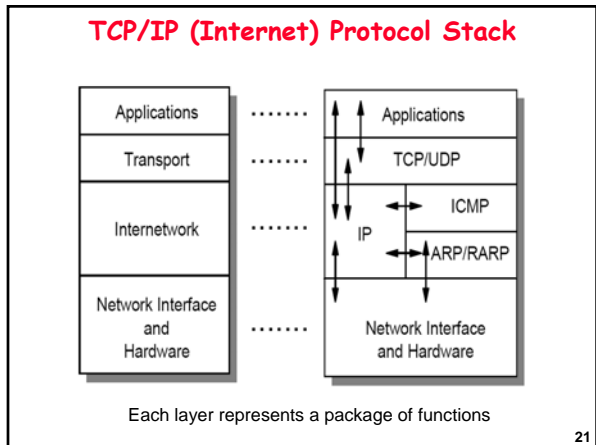 TCP/IP (Internet) Protocol Stack
Applications
Transport
Internetwork
Network Interface
and
Hardware
Applications
TCP/UDP
IP
ICMP
ARP/RARP
Network Interface
and Hardware
Each layer represents a package of functions
21